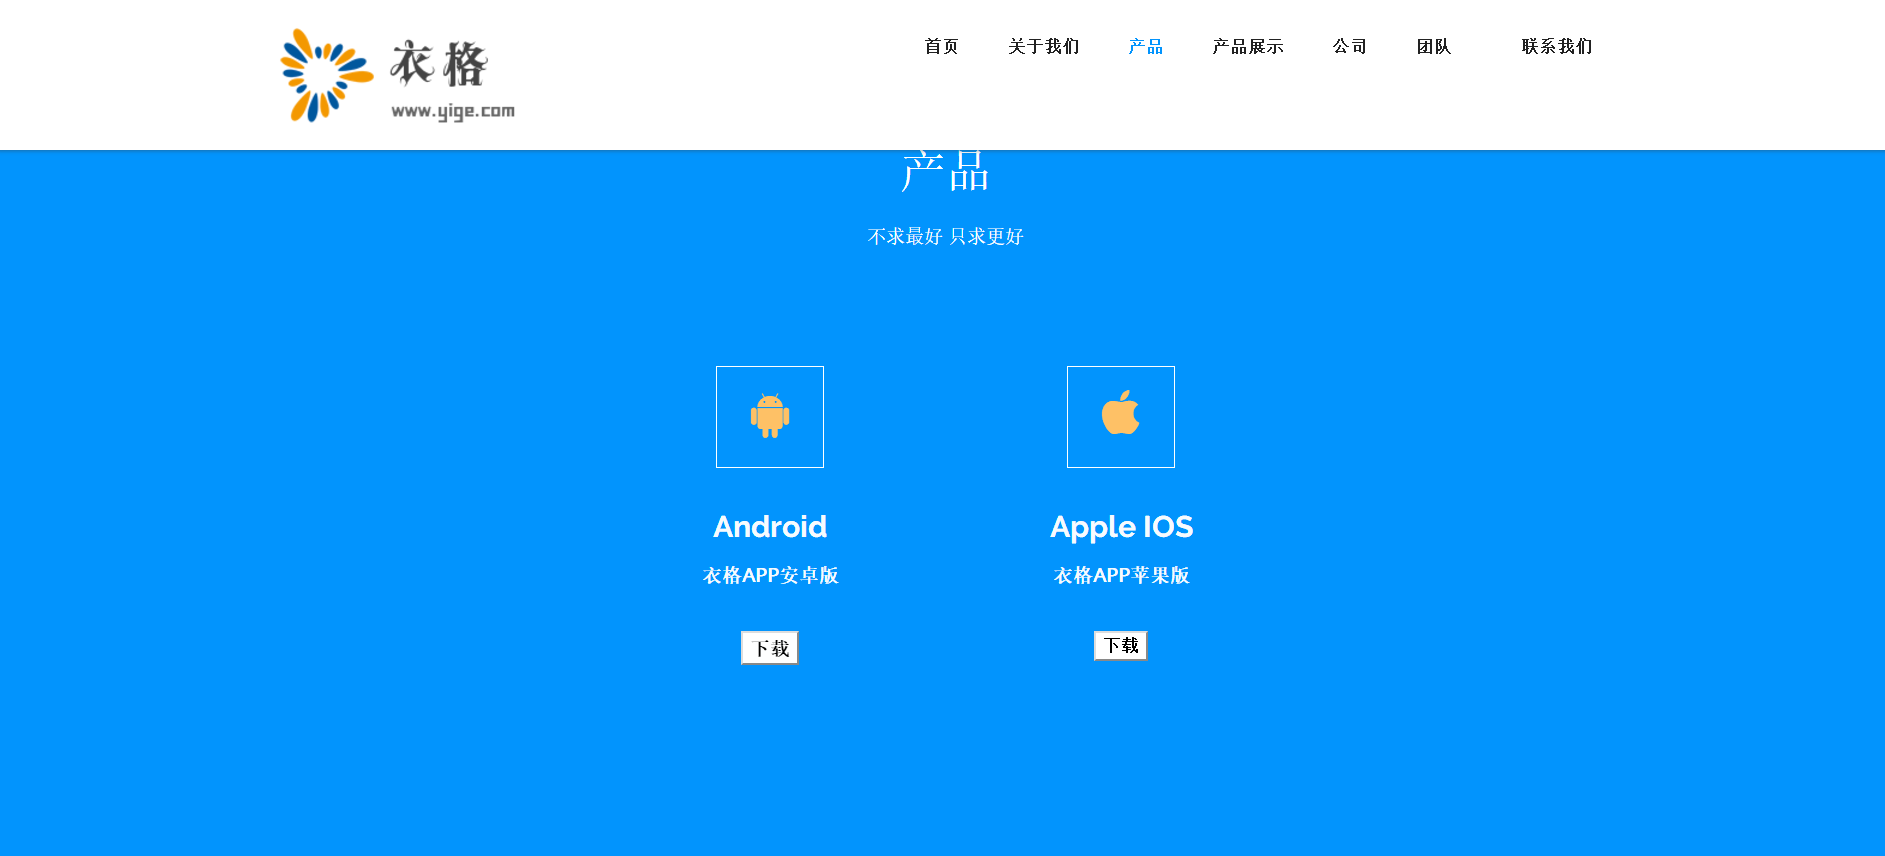 衣格
www.yige.com
首页 关于我们 产品 产品展示 公司 团队 联系我们
产品
不求最好 只求更好
Android
Apple IOS
衣格APP安卓版
衣格APP苹果版
下载
下载